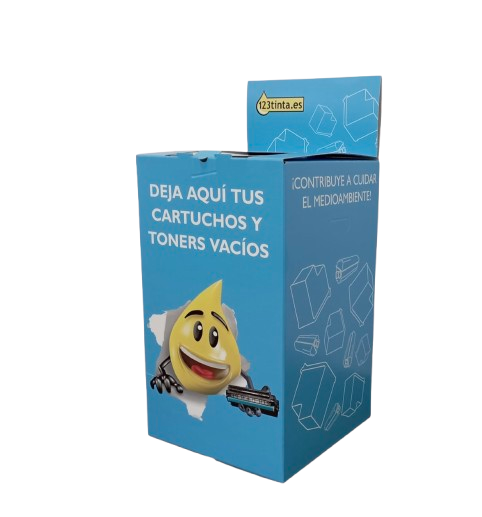 123tinta.es
DEJA AQUÍ TUS
CARTUCHOS Y
TONERS VACÍOS
¡CONTRIBUYE A CUIDAR
EL MEDIOAMBIENTE!